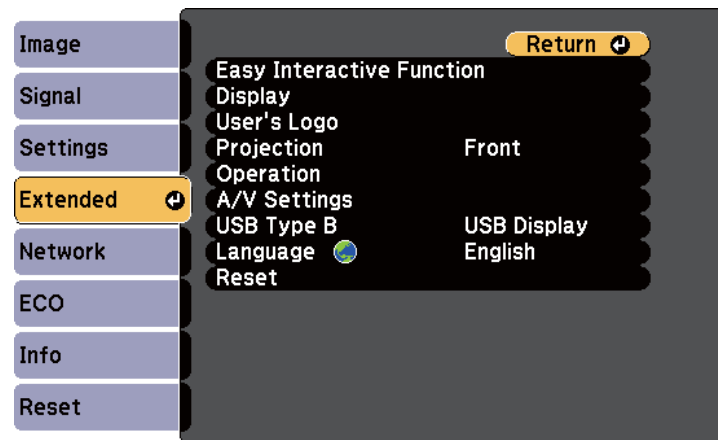 Image
Signal
Settings
Extended
Network
ECO
Info
Reset
Return
Easy Interactive Function
Display
User's Logo
Projection Front
Operation
A/V Settings
USB Type B USB Display
Language English
Reset